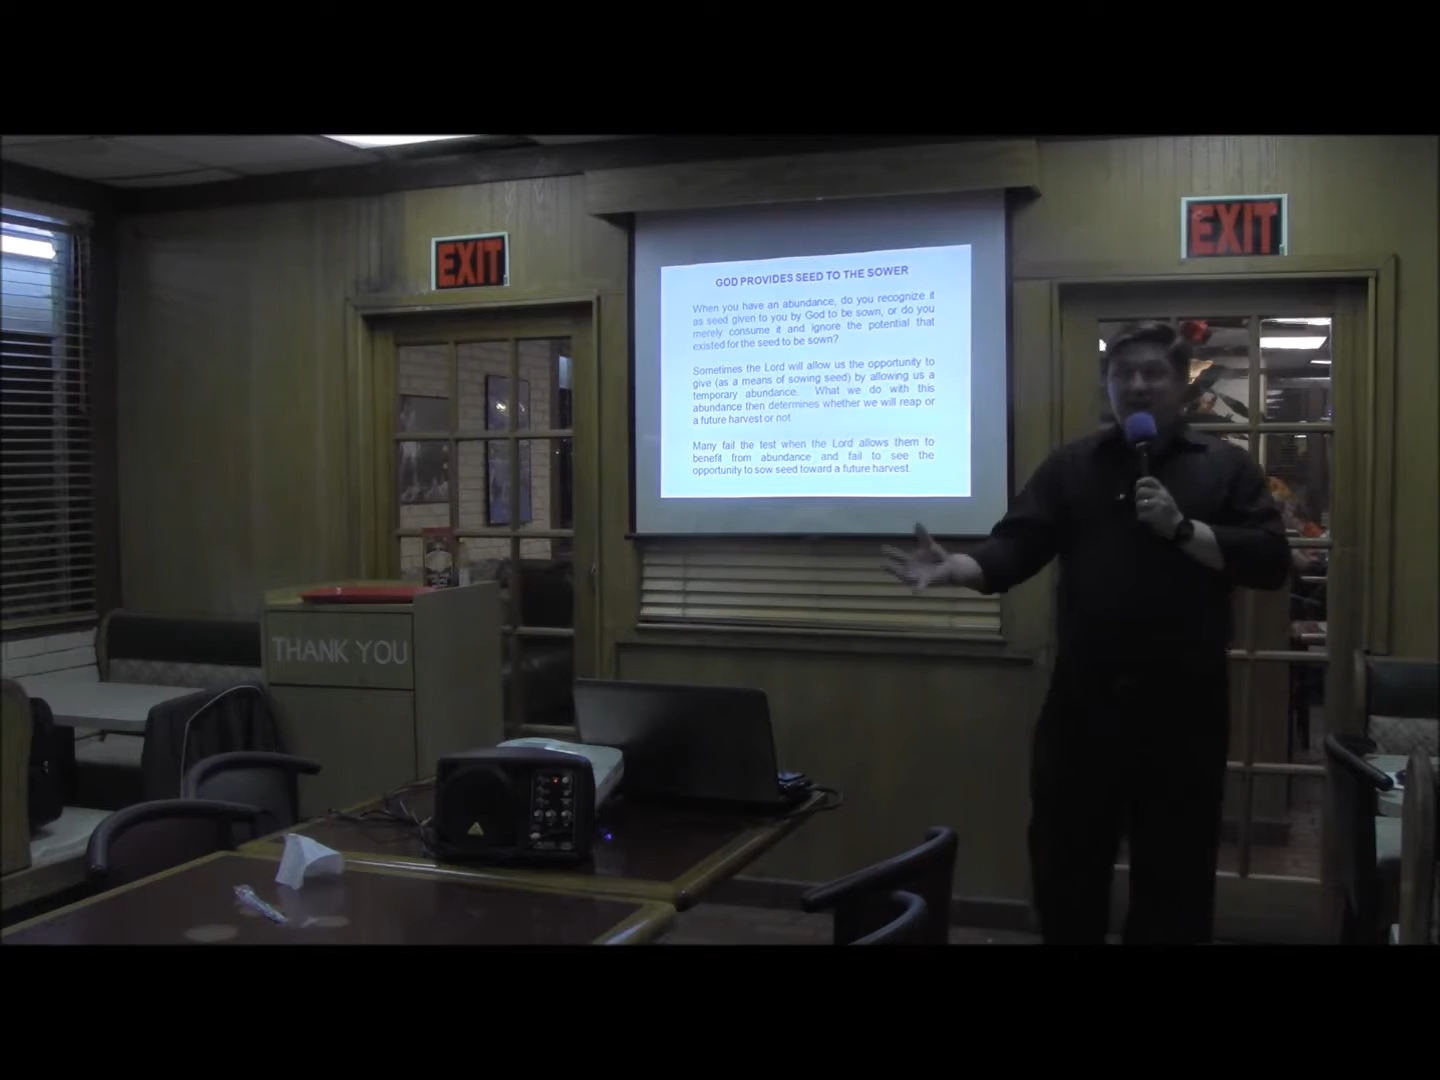 EXIT
EXIT
GOD PROVIDES SEED TO THE SOWER
When you have an abundance, do you recognize it
as seed given to you by God to be sown, or do you
merely consume it and ignore the potential that
existed for the seed to be sown?
Sometimes the Lord will allow us the opportunity to
give (as a means of sowing seed) by allowing us a
temporary abundance. What we do with this
abundance then determines whether we will reap or
a future harvest or not.
Many fail the test when the Lord allows them to
benefit from abundance and fail to see the
opportunity to sow seed toward a future harvest.
THANK YOU